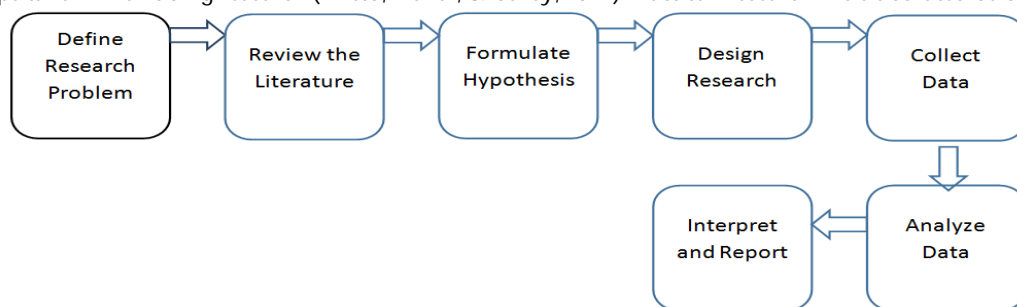 Define
Research
Problem
Review the
Literature
Formulate
Hypothesis
Design
Research
Collect
Data
Interpret
and Report
Analyze
Data